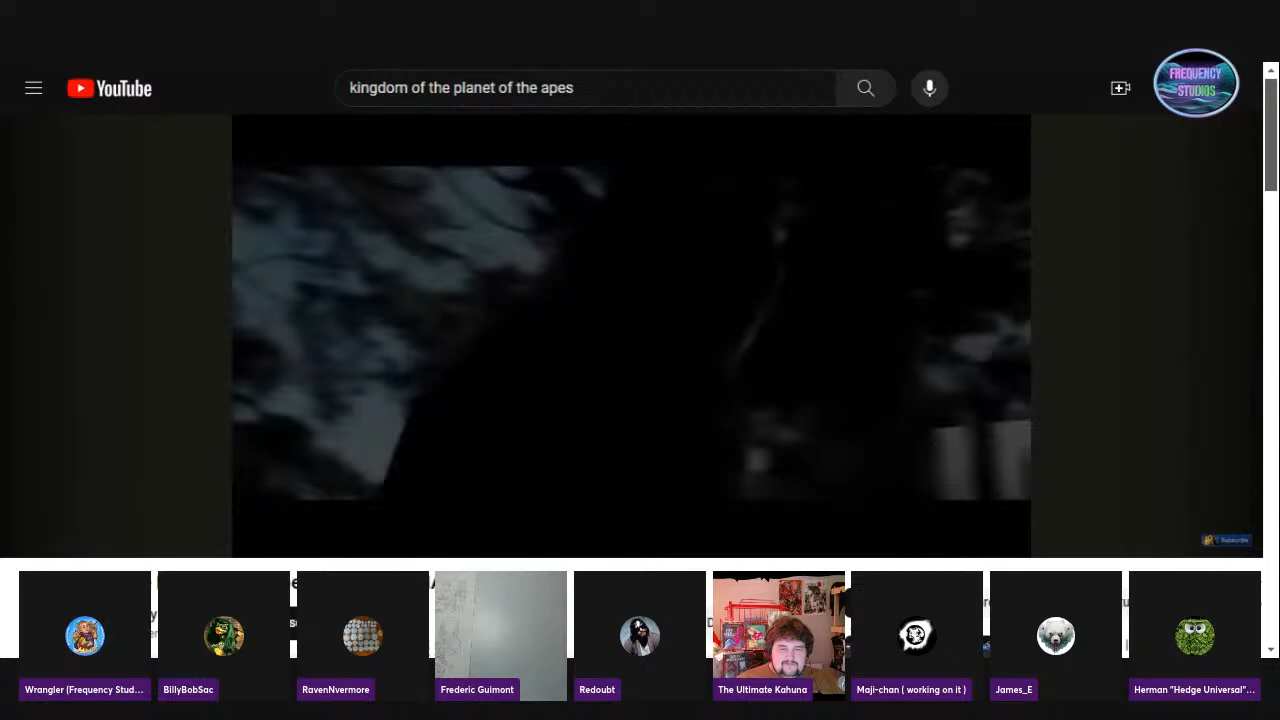 YouTube
kingdom of the planet of the apes
FREQUENCY
STUDIOS
Subscribe
Wrangler (Frequency Stud...
BillyBobSac
RavenNvermore
Frederic Guimont
Redoubt
The Ultimate Kahuna
Maji-chan ( working on it )
James_E
Herman "Hedge Universal"...